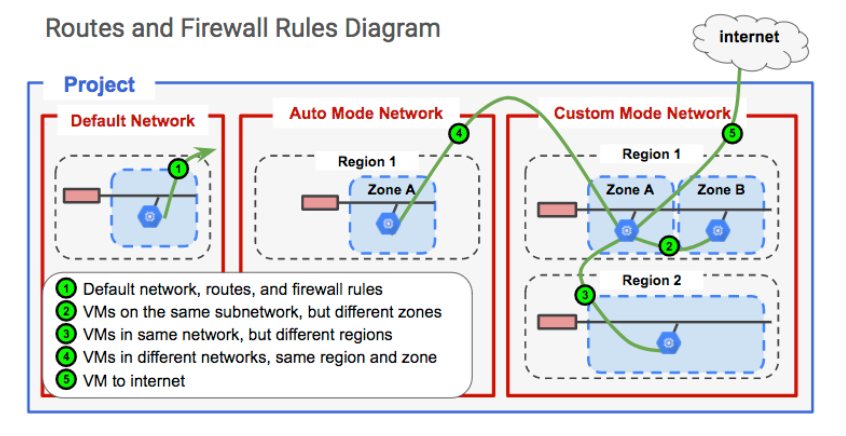 Routes and Firewall Rules Diagram
internet
Project
Default Network
Auto Mode Network
Custom Mode Network
1
4
5
Region 1
Region 1
Zone A
Zone A
Zone B
2
Region 2
3
1 Default network, routes, and firewall rules
2 VMs on the same subnetwork, but different zones
3 VMs in same network, but different regions
4 VMs in different networks, same region and zone
5 VM to internet